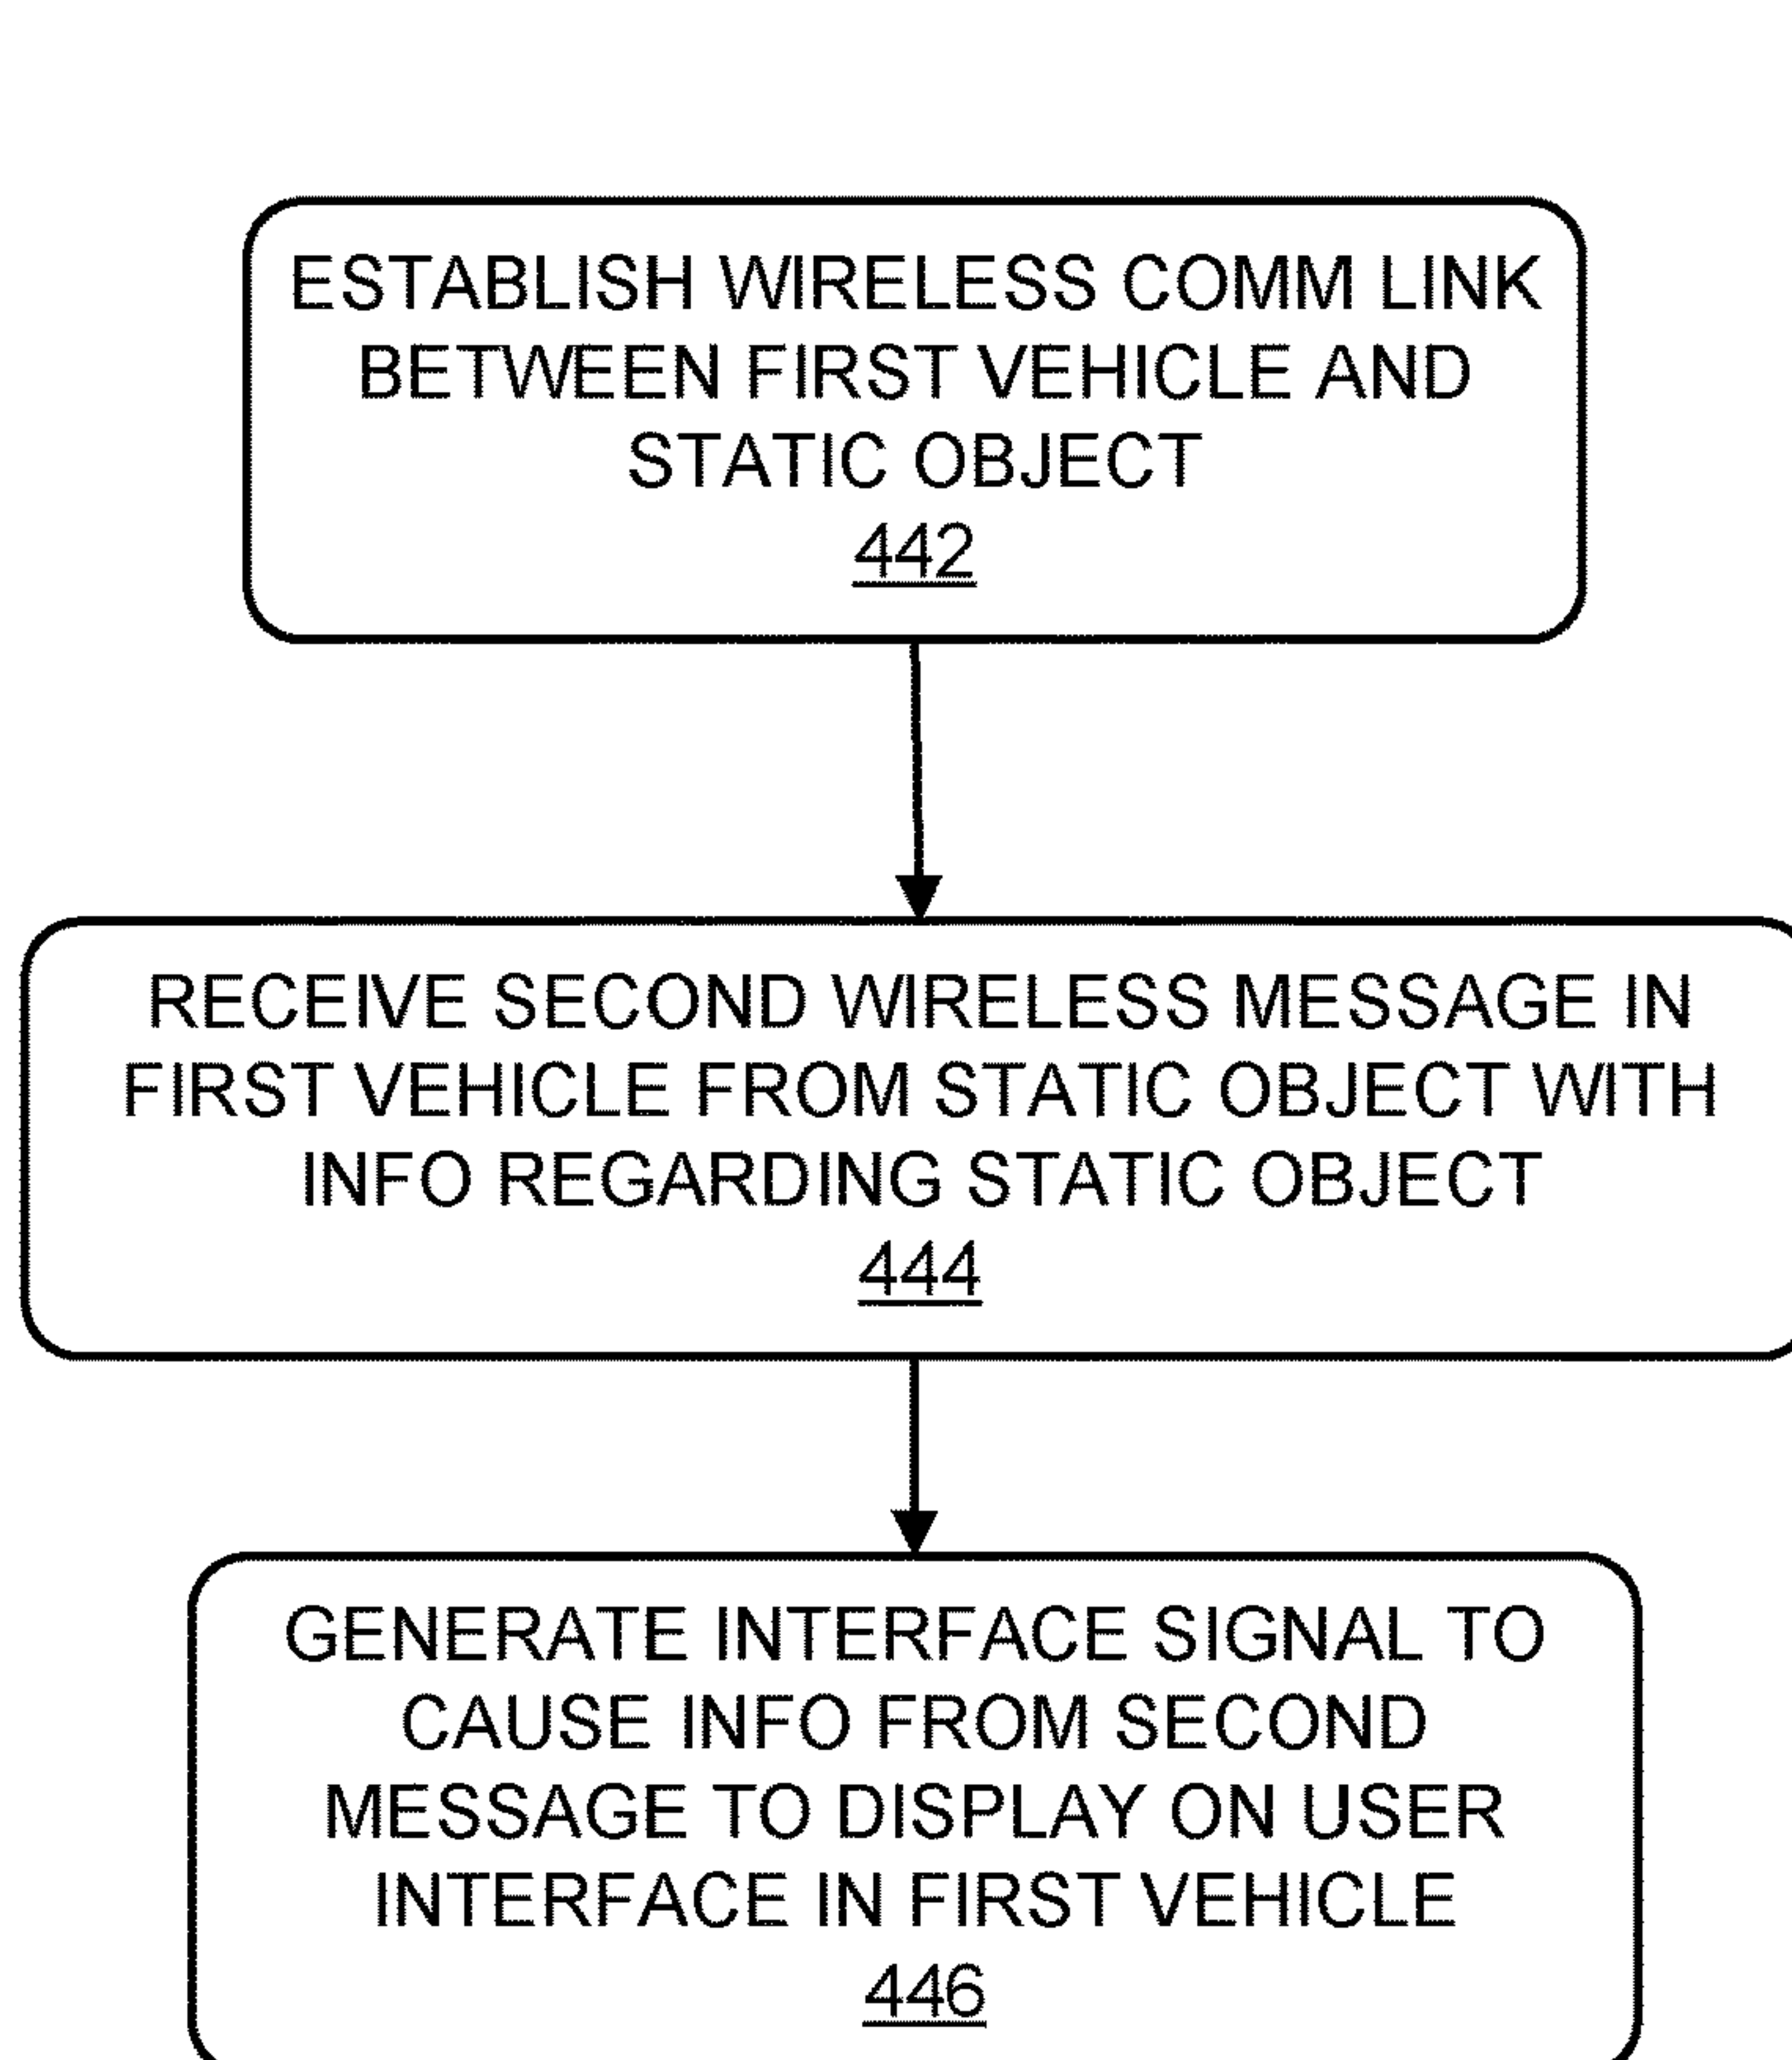 ESTABLISH WIRELESS COMM LINK
BETWEEN FIRST VEHICLE AND
STATIC OBJECT
442
RECEIVE SECOND WIRELESS MESSAGE IN
FIRST VEHICLE FROM STATIC OBJECT WITH
INFO REGARDING STATIC OBJECT
444
GENERATE INTERFACE SIGNAL TO
CAUSE INFO FROM SECOND
MESSAGE TO DISPLAY ON USER
INTERFACE IN FIRST VEHICLE
446